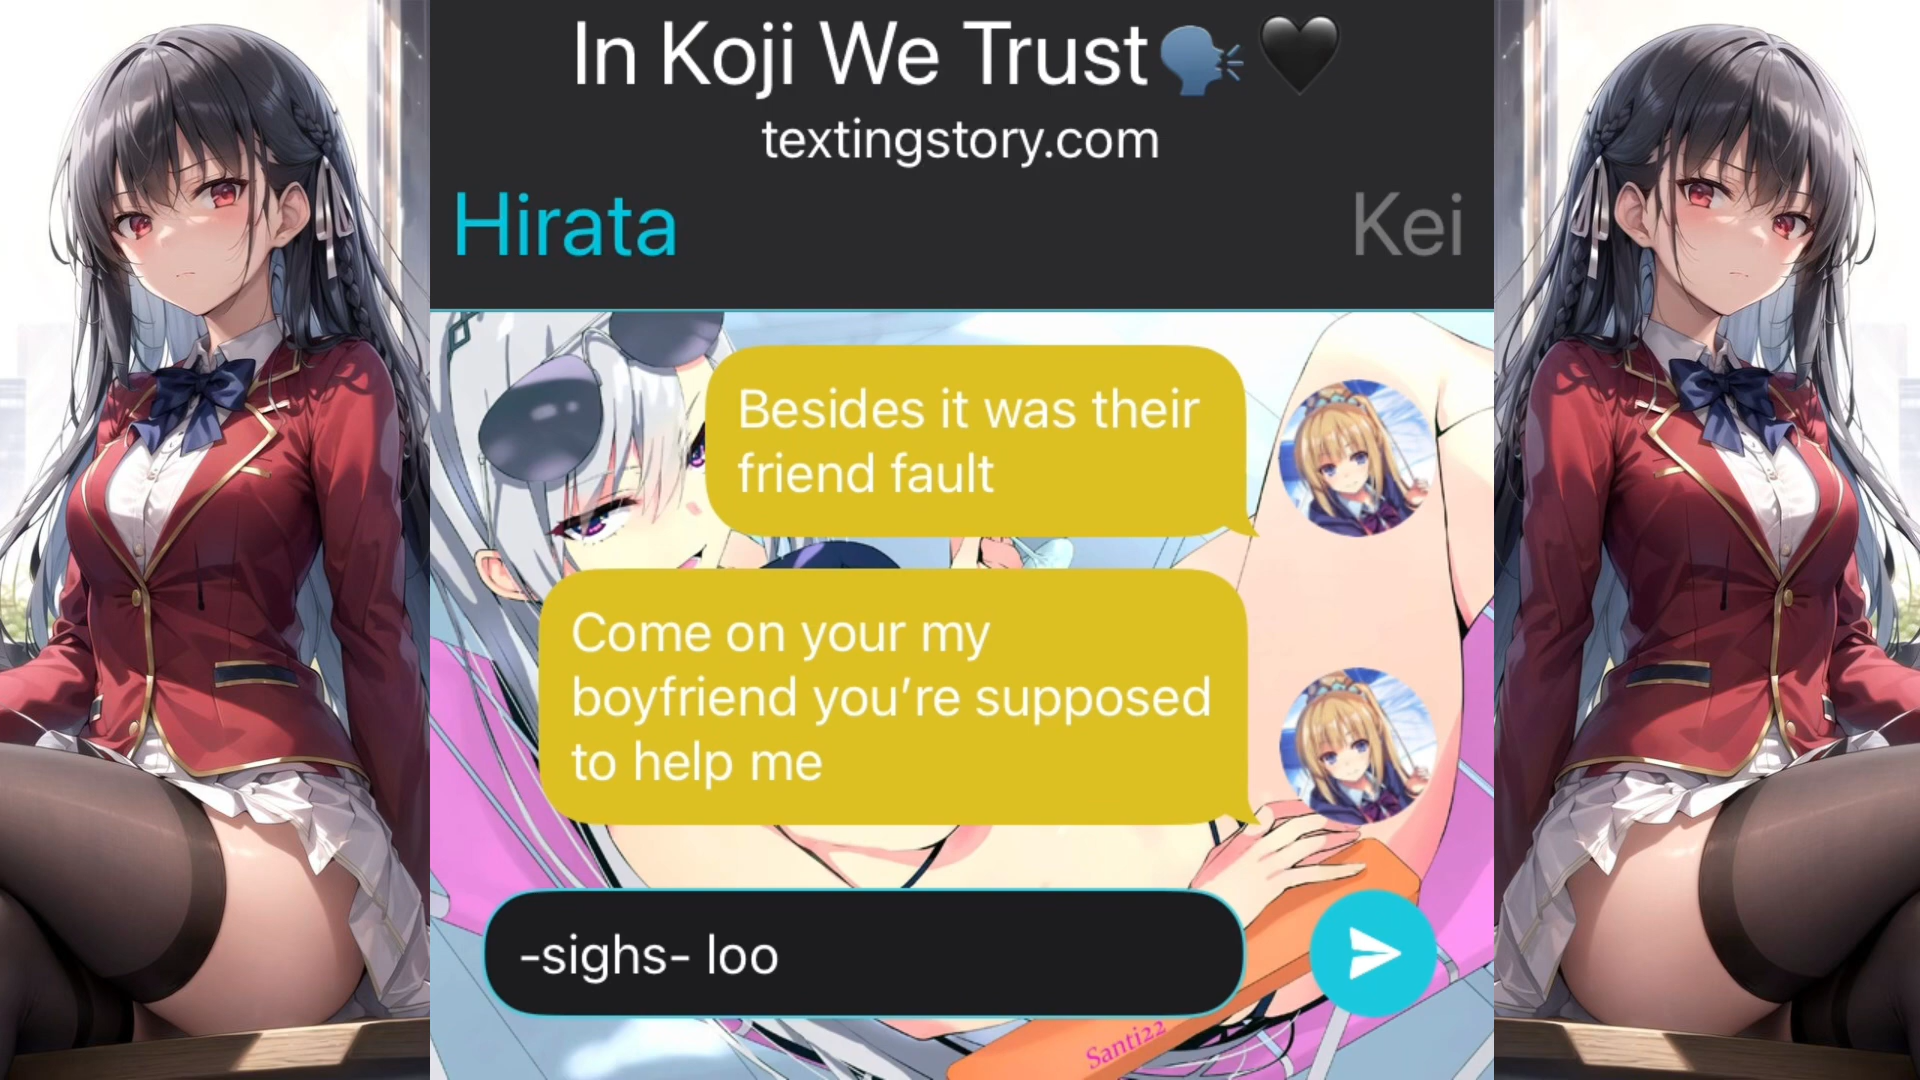 In Koji We Trust🗣️🖤
textingstory.com
Hirata
Kei
Besides it was their
friend fault
Come on your my
boyfriend you’re supposed
to help me
-sighs- loo
Santi22